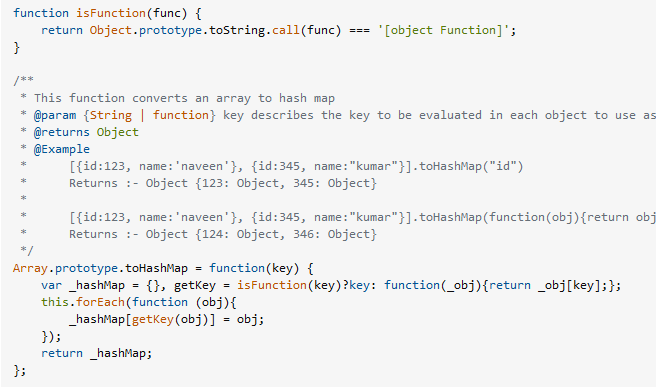 function isFunction(func) {
    return Object.prototype.toString.call(func) === '[object Function]';
}

/**
 * This function converts an array to hash map
 * @param {String | function} key describes the key to be evaluated in each object to use as
 * @returns Object
 * @Example
 *      [{id:123, name:'naveen'}, {id:345, name:"kumar"}].toHashMap("id")
 *      Returns :- Object {123: Object, 345: Object}
 *
 *      [{id:123, name:'naveen'}, {id:345, name:"kumar"}].toHashMap(function(obj){return obj
 *      Returns :- Object {124: Object, 346: Object}
 */
Array.prototype.toHashMap = function(key) {
    var _hashMap = {}, getKey = isFunction(key)?key: function(_obj){return _obj[key];};
    this.forEach(function (obj){
        _hashMap[getKey(obj)] = obj;
    });
    return _hashMap;
};